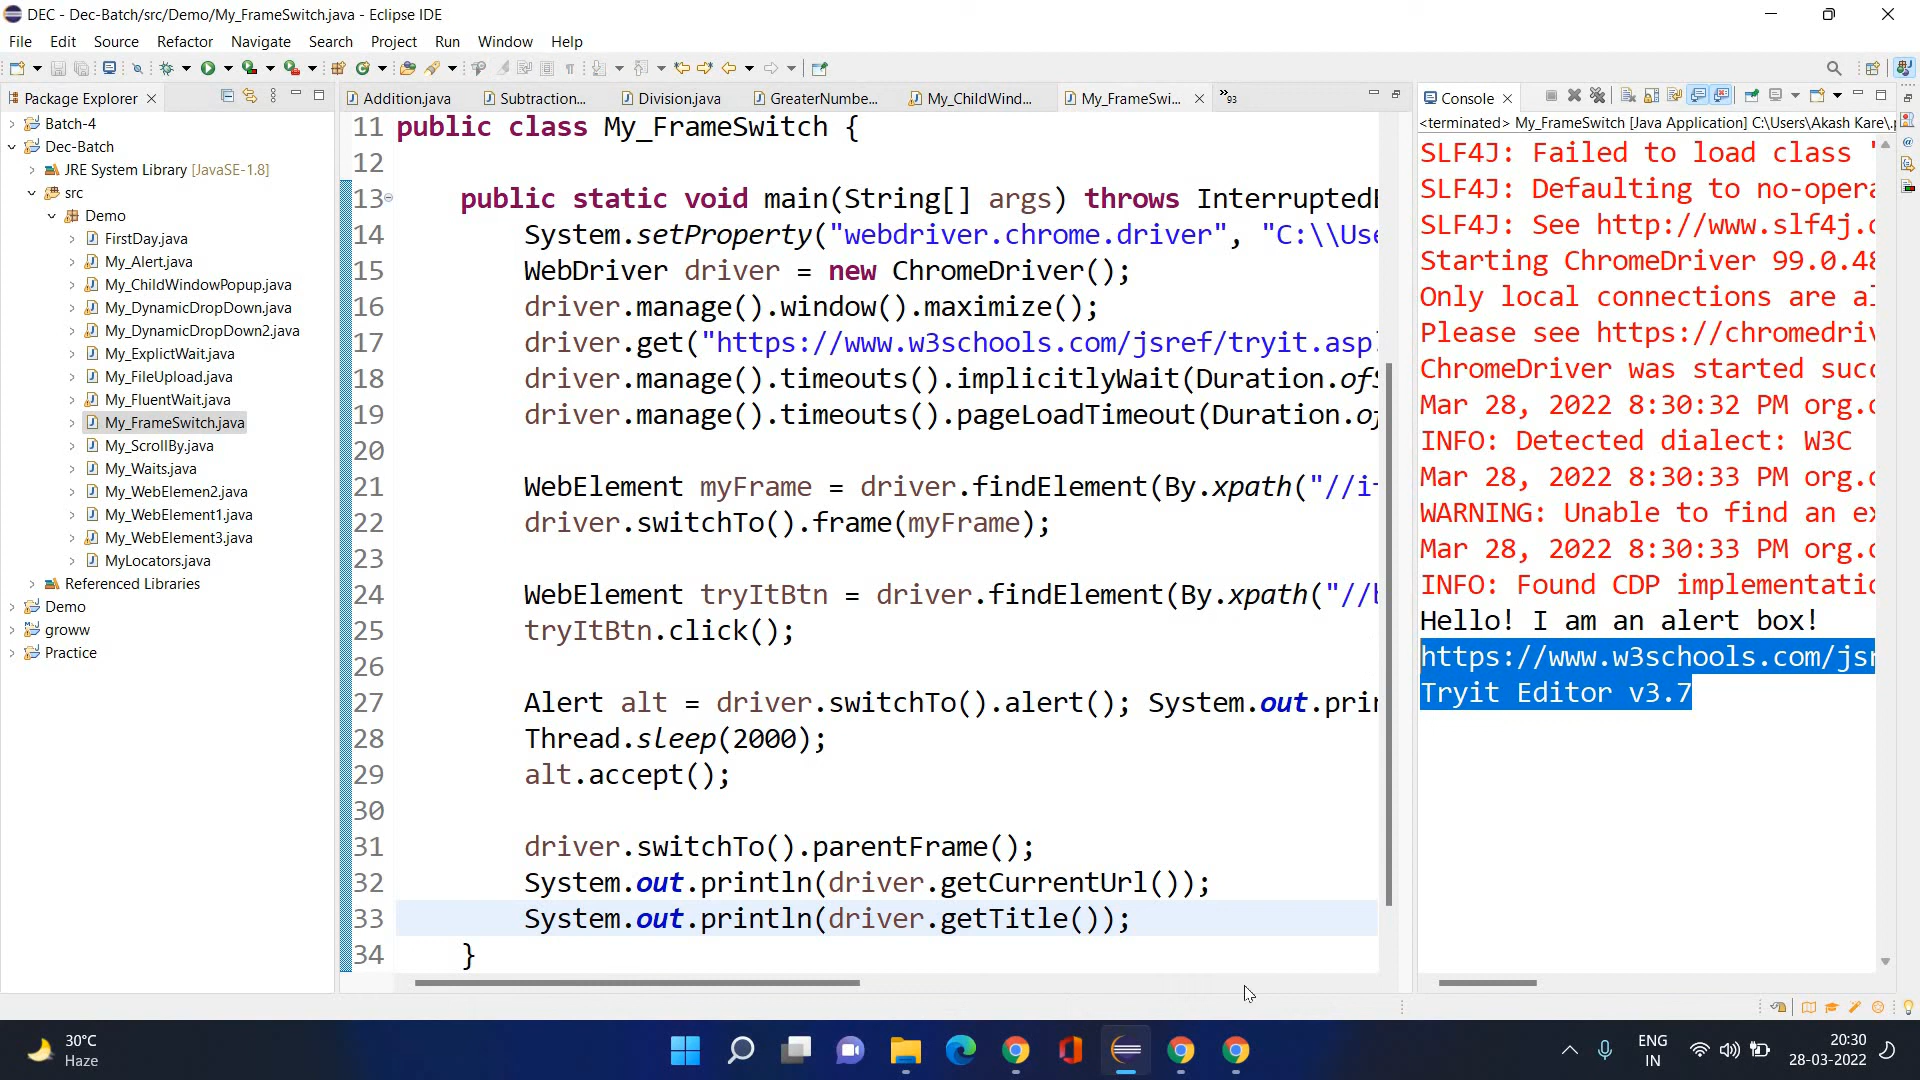 DEC - Dec-Batch/src/Demo/My_FrameSwitch.java - Eclipse IDE
File Edit Source Refactor Navigate Search Project Run Window Help
Package Explorer
Addition.java Subtraction... Division.java GreaterNumbe... My_ChildWind... My_FrameSwi... »93
Console
<terminated> My_FrameSwitch [Java Application] C:\Users\Akash Kare\.
Batch-4
Dec-Batch
JRE System Library [JavaSE-1.8]
src
Demo
FirstDay.java
My_Alert.java
My_ChildWindowPopup.java
My_DynamicDropDown.java
My_DynamicDropDown2.java
My_ExplictWait.java
My_FileUpload.java
My_FluentWait.java
My_FrameSwitch.java
My_ScrollBy.java
My_Waits.java
My_WebElemen2.java
My_WebElement1.java
My_WebElement3.java
MyLocators.java
Referenced Libraries
Demo
groww
Practice
11 public class My_FrameSwitch {
12
13 public static void main(String[] args) throws InterruptedE
14 System.setProperty("webdriver.chrome.driver", "C:\\Use
15 WebDriver driver = new ChromeDriver();
16 driver.manage().window().maximize();
17 driver.get("https://www.w3schools.com/jsref/tryit.asp?
18 driver.manage().timeouts().implicitlyWait(Duration.ofS
19 driver.manage().timeouts().pageLoadTimeout(Duration.of
20
21 WebElement myFrame = driver.findElement(By.xpath("//if
22 driver.switchTo().frame(myFrame);
23
24 WebElement tryItBtn = driver.findElement(By.xpath("//b
25 tryItBtn.click();
26
27 Alert alt = driver.switchTo().alert(); System.out.prin
28 Thread.sleep(2000);
29 alt.accept();
30
31 driver.switchTo().parentFrame();
32 System.out.println(driver.getCurrentUrl());
33 System.out.println(driver.getTitle());
34 }
SLF4J: Failed to load class "
SLF4J: Defaulting to no-opera
SLF4J: See http://www.slf4j.o
Starting ChromeDriver 99.0.48
Only local connections are al
Please see https://chromedriv
ChromeDriver was started succ
Mar 28, 2022 8:30:32 PM org.o
INFO: Detected dialect: W3C
Mar 28, 2022 8:30:33 PM org.o
WARNING: Unable to find an ex
Mar 28, 2022 8:30:33 PM org.o
INFO: Found CDP implementatio
Hello! I am an alert box!
https://www.w3schools.com/jsr
Tryit Editor v3.7
30°C
Haze
ENG
IN
20:30
28-03-2022